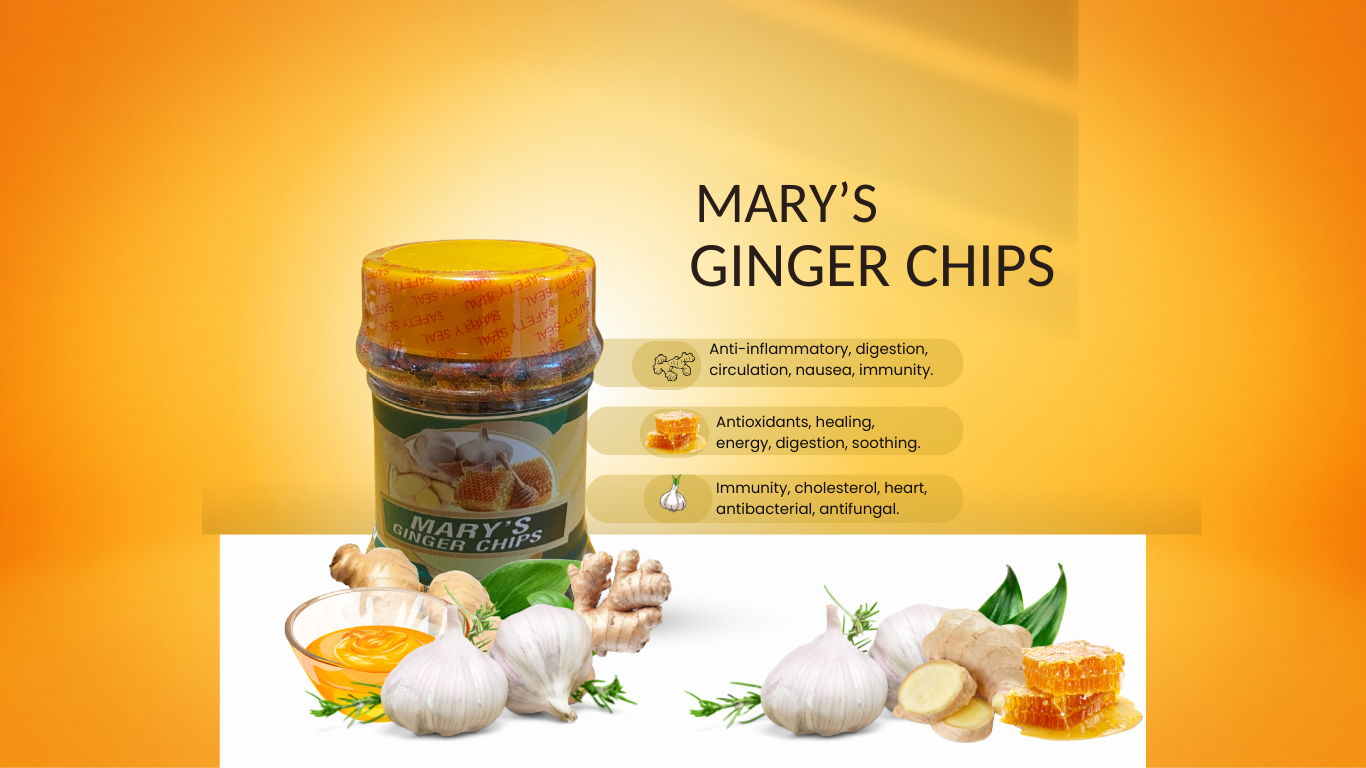 MARY’S
GINGER CHIPS
Anti-inflammatory, digestion,
circulation, nausea, immunity.
Antioxidants, healing,
energy, digestion, soothing.
Immunity, cholesterol, heart,
antibacterial, antifungal.
SAFETY SEAL
MARY'S
GINGER CHIPS